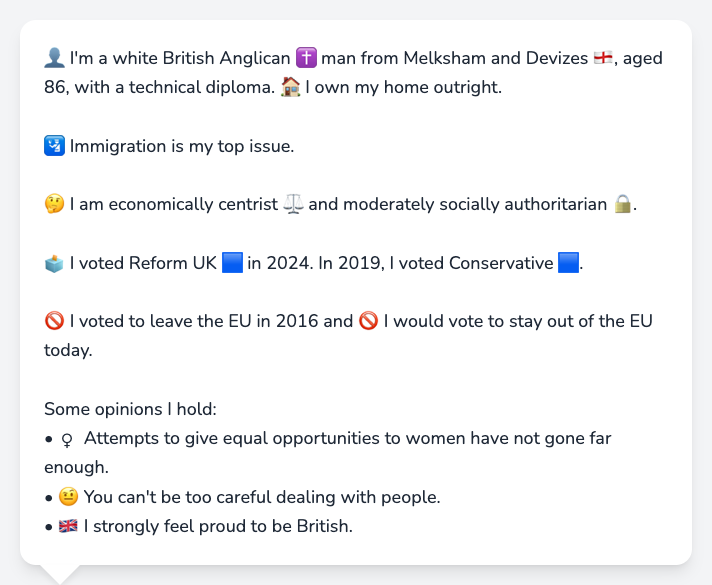 👤 I'm a white British Anglican ✝️ man from Melksham and Devizes 🏴󠁧󠁢󠁥󠁮󠁧󠁿, aged
86, with a technical diploma. 🏠 I own my home outright.
🛂 Immigration is my top issue.
🤔 I am economically centrist ⚖️ and moderately socially authoritarian 🔒.
🗳️ I voted Reform UK 🟦 in 2024. In 2019, I voted Conservative 🟦.
🚫 I voted to leave the EU in 2016 and 🚫 I would vote to stay out of the EU
today.
Some opinions I hold:
• ♀ Attempts to give equal opportunities to women have not gone far
enough.
• 🤨 You can't be too careful dealing with people.
• 🇬🇧 I strongly feel proud to be British.